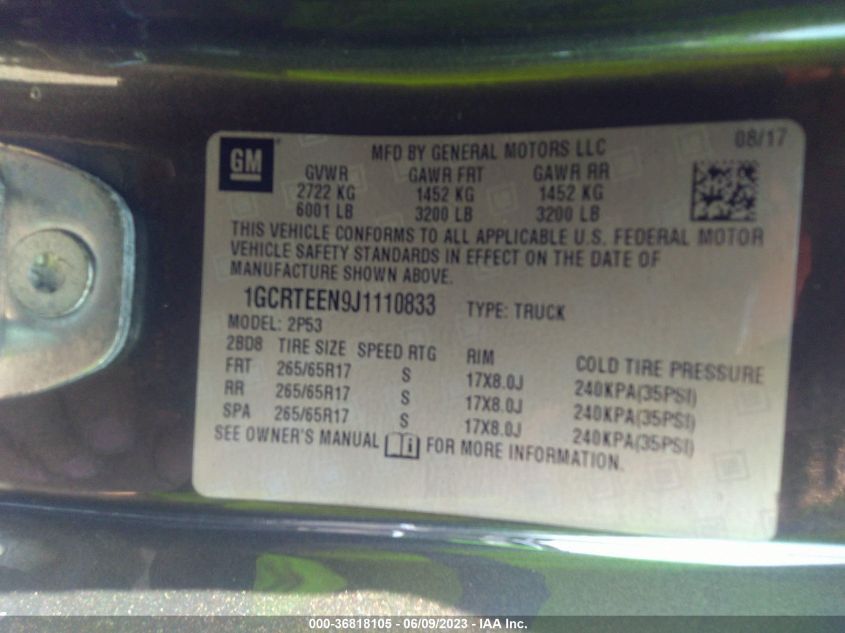 GM
MFD BY GENERAL MOTORS LLC 08/17
GVWR GAWR FRT GAWR RR
2722 KG 1452 KG 1452 KG
6001 LB 3200 LB 3200 LB
THIS VEHICLE CONFORMS TO ALL APPLICABLE U.S. FEDERAL MOTOR
VEHICLE SAFETY STANDARDS IN EFFECT ON THE DATE OF
MANUFACTURE SHOWN ABOVE.
1GCRTEEN9J1110833 TYPE: TRUCK
MODEL: 2P53
2BD8 TIRE SIZE SPEED RTG RIM COLD TIRE PRESSURE
FRT 265/65R17 S 17X8.0J 240KPA(35PSI)
RR 265/65R17 S 17X8.0J 240KPA(35PSI)
SPA 265/65R17 S 17X8.0J 240KPA(35PSI)
SEE OWNER'S MANUAL FOR MORE INFORMATION.
000-36818105 - 06/09/2023 - IAA Inc.